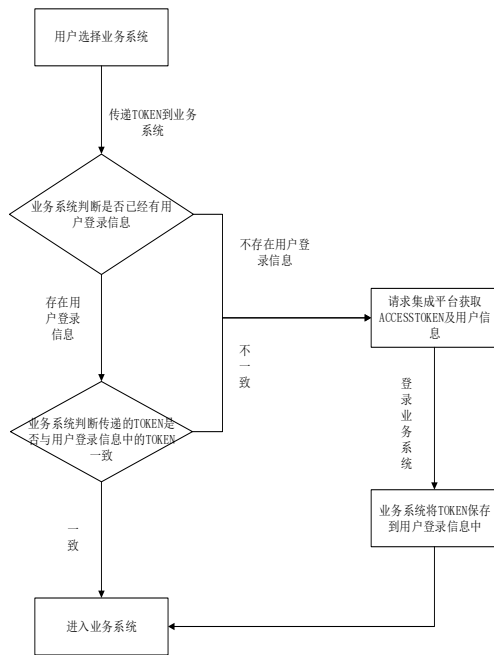 用户选择业务系统
传递TOKEN到业务
系统
业务系统判断是否已经有用
户登录信息
不存在用户登
录信息
存在用
户登录
信息
请求集成平台获取
ACCESSTOKEN及用户信
息
不
一
致
登
录
业
务
系
统
业务系统判断传递的TOKEN是
否与用户登录信息中的TOKEN
一致
业务系统将TOKEN保存
到用户登录信息中
一
致
进入业务系统